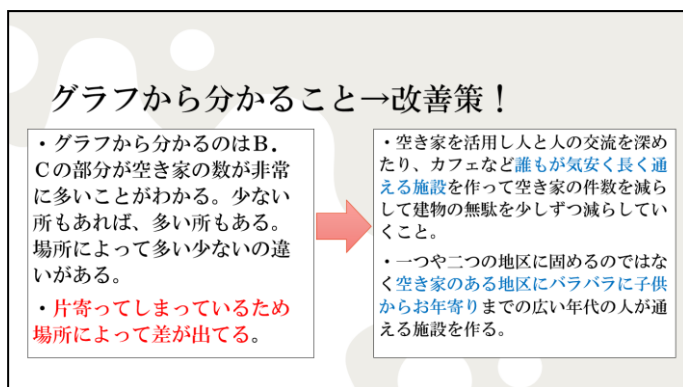 グラフから分かること→改善策！
・グラフから分かるのはＢ．
Ｃの部分が空き家の数が非常
に多いことがわかる。少ない
所もあれば、多い所もある。
場所によって多い少ないの違
いがある。
・片寄ってしまっているため
場所によって差が出てる。
・空き家を活用し人と人の交流を深め
たり、カフェなど誰もが気安く長く通
える施設を作って空き家の件数を減ら
して建物の無駄を少しずつ減らしてい
くこと。
・一つや二つの地区に固めるのではな
く空き家のある地区にバラバラに子供
からお年寄りまでの広い年代の人が通
える施設を作る。